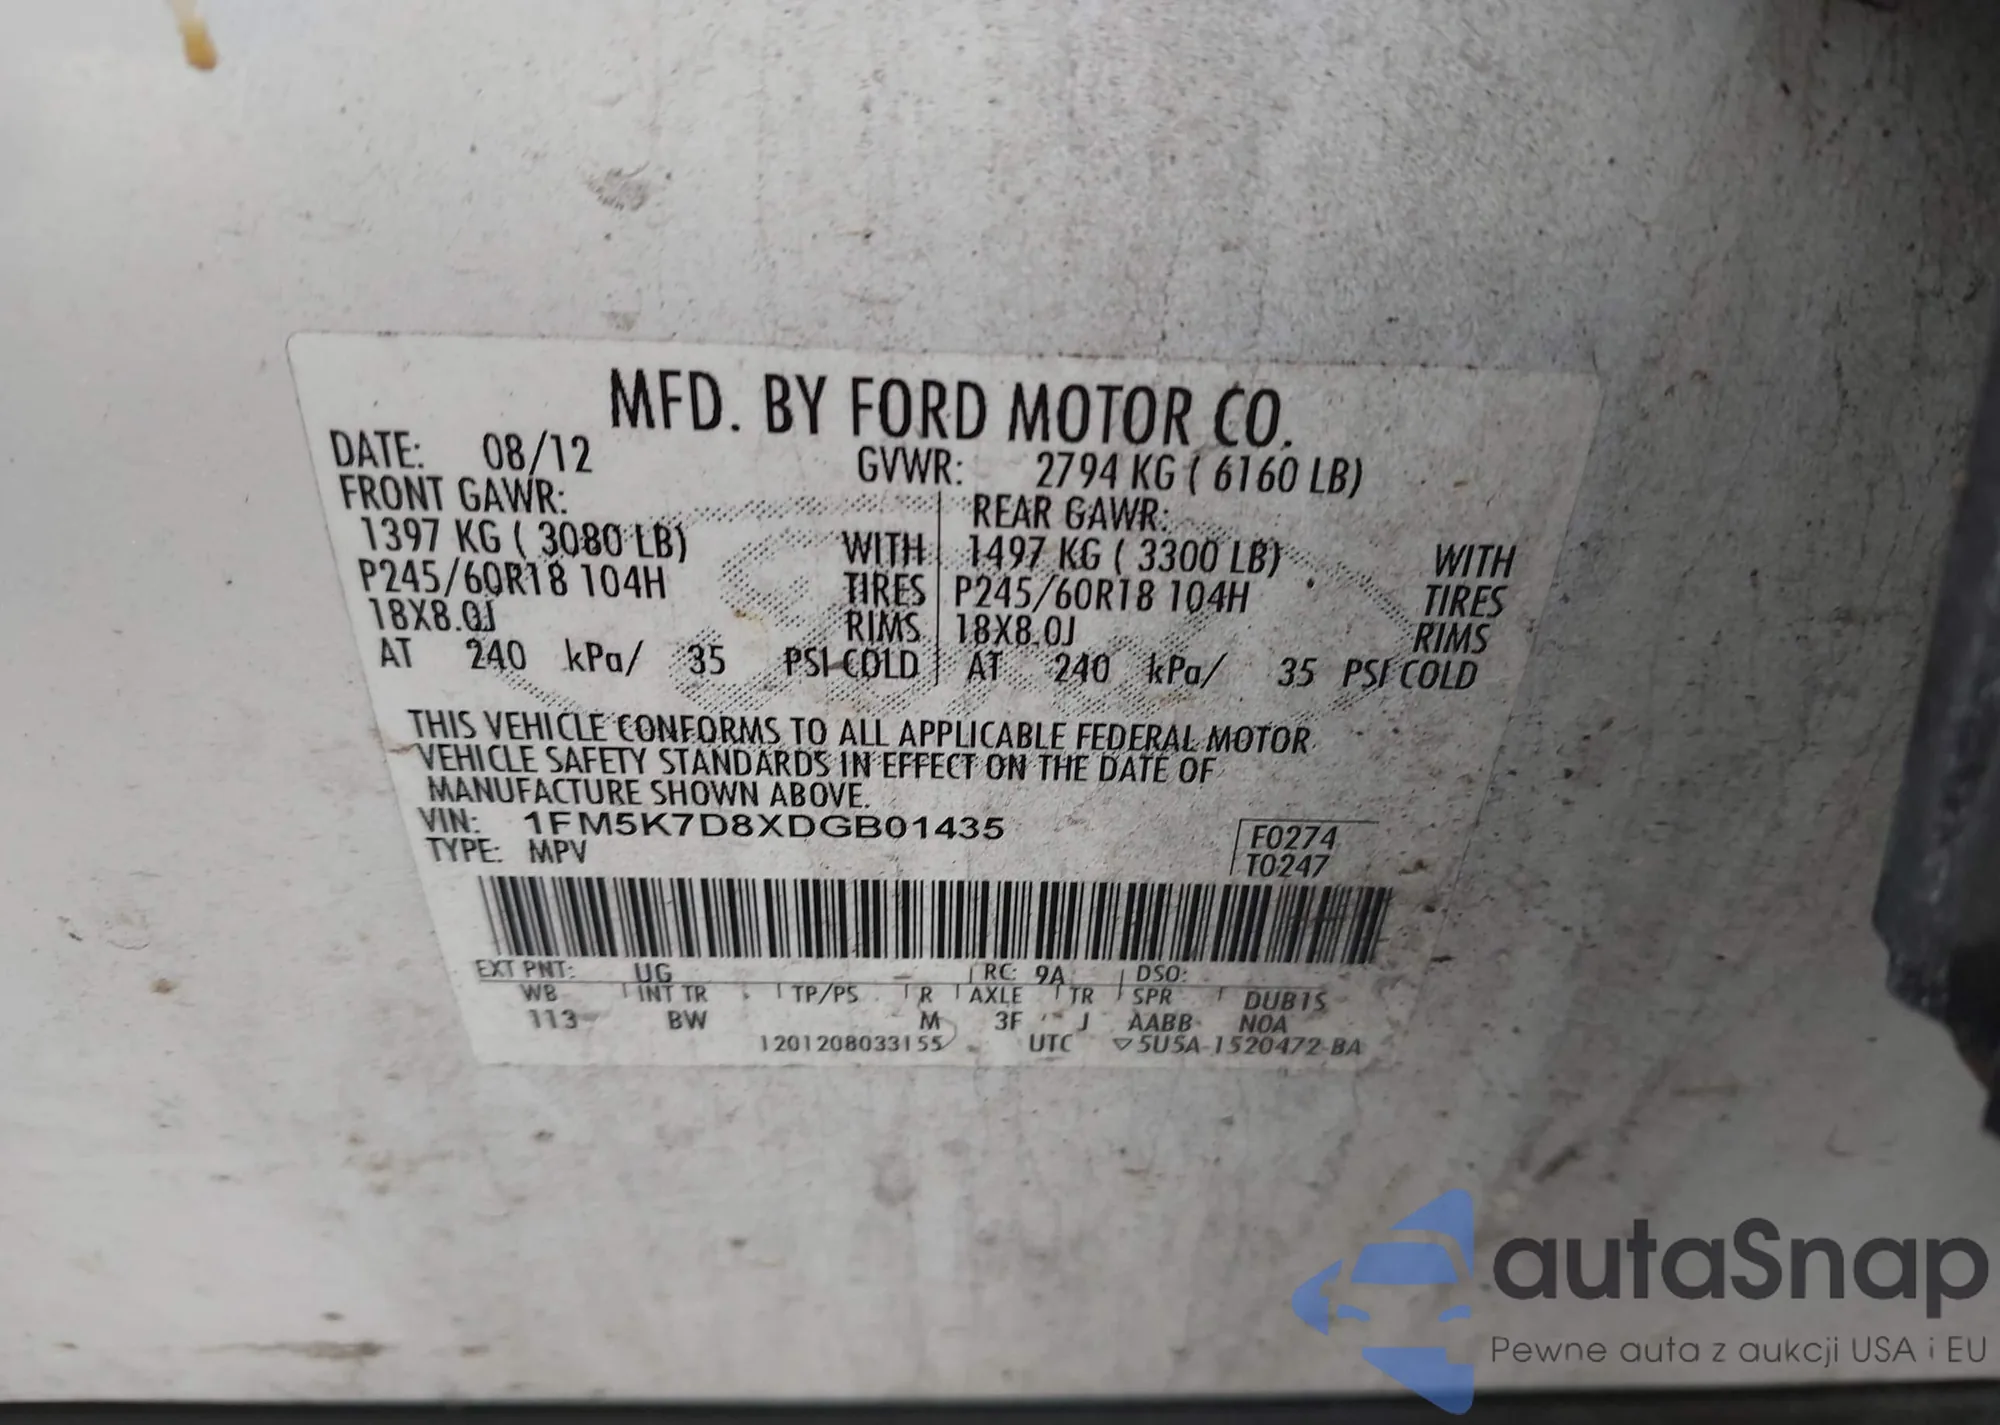 MFD. BY FORD MOTOR CO.
DATE: 08/12 GVWR: 2794 KG ( 6160 LB)
FRONT GAWR: REAR GAWR:
1397 KG ( 3080 LB) WITH 1497 KG ( 3300 LB) WITH
P245/60R18 104H TIRES P245/60R18 104H TIRES
18X8.0J RIMS 18X8.0J RIMS
AT 240 kPa/ 35 PSI COLD AT 240 kPa/ 35 PSI COLD
THIS VEHICLE CONFORMS TO ALL APPLICABLE FEDERAL MOTOR
VEHICLE SAFETY STANDARDS IN EFFECT ON THE DATE OF
MANUFACTURE SHOWN ABOVE.
VIN: 1FM5K7D8XDGB01435
TYPE: MPV
F0274
T0247
EXT PNT: UG RC: 9A DSO:
WB INT TR TP/PS R AXLE TR SPR DUB1S
113 BW M 3F J AABB NOA
1201208033155 UTC ▽5U5A-1520472-BA
autaSnap
Pewne auta z aukcji USA i EU